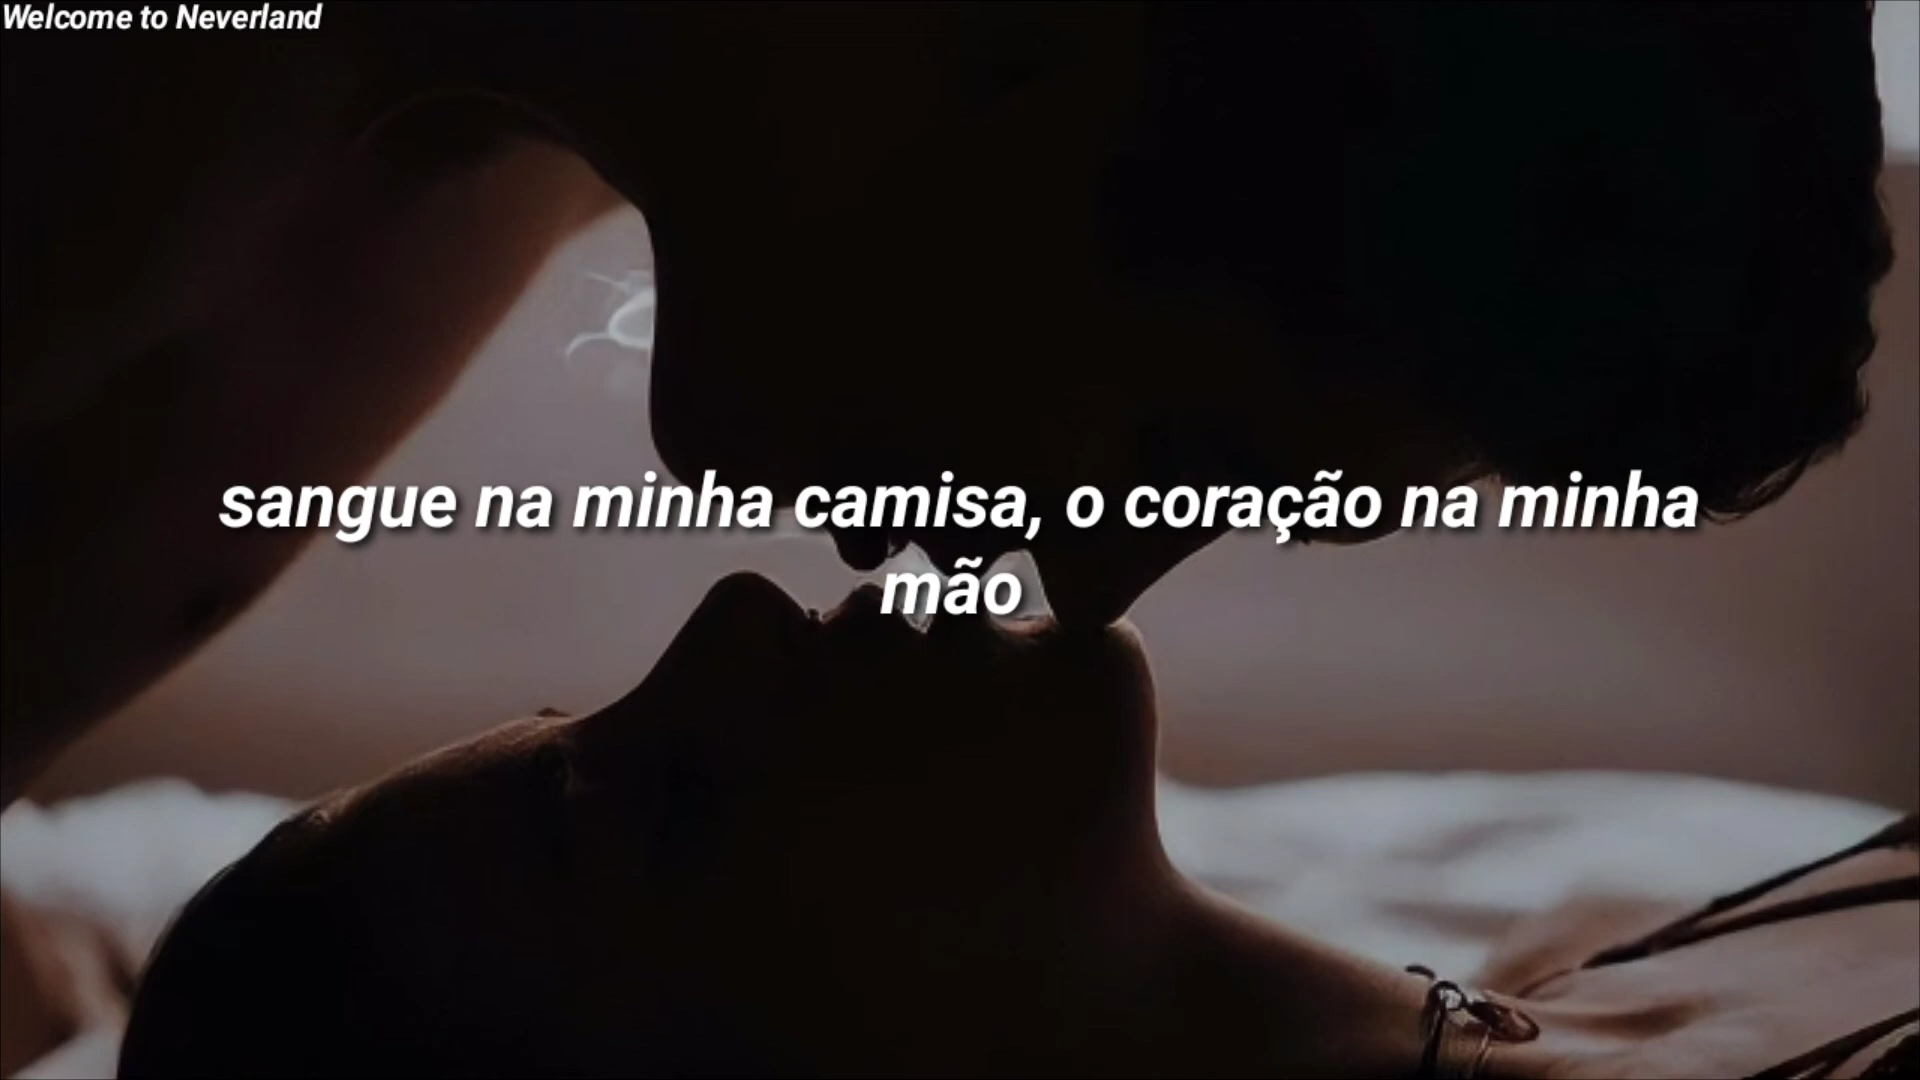 Welcome to Neverland
sangue na minha camisa, o coração na minha
mão